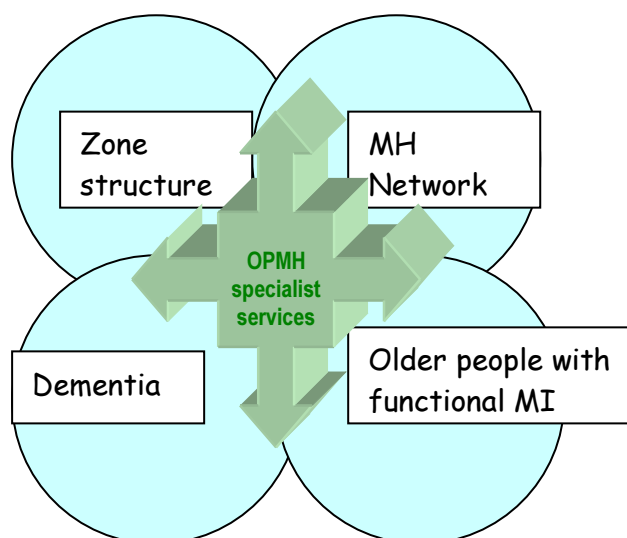 Zone
structure
MH
Network
OPMH
specialist
services
Dementia
Older people with
functional MI